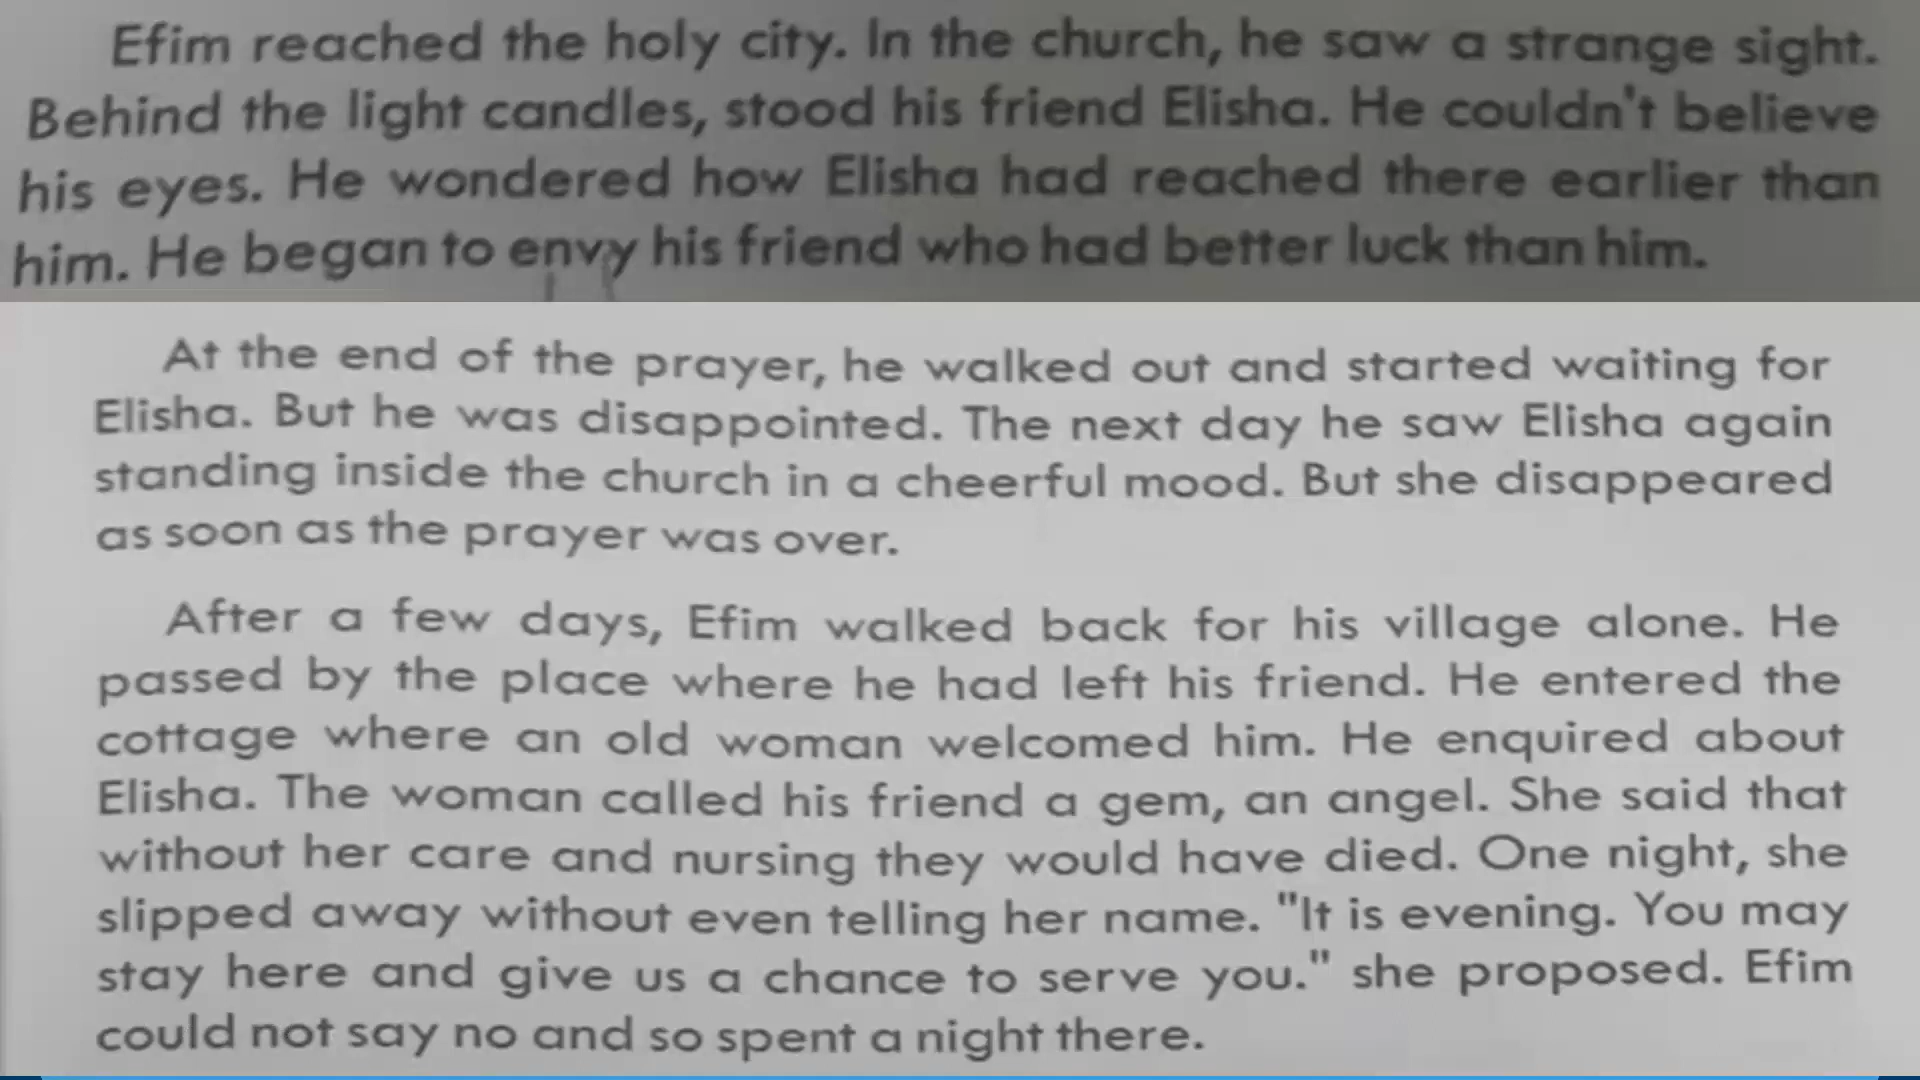 Efim reached the holy city. In the church, he saw a strange sight.
Behind the light candles, stood his friend Elisha. He couldn't believe
his eyes. He wondered how Elisha had reached there earlier than
him. He began to envy his friend who had better luck than him.
At the end of the prayer, he walked out and started waiting for
Elisha. But he was disappointed. The next day he saw Elisha again
standing inside the church in a cheerful mood. But she disappeared
as soon as the prayer was over.
After a few days, Efim walked back for his village alone. He
passed by the place where he had left his friend. He entered the
cottage where an old woman welcomed him. He enquired about
Elisha. The woman called his friend a gem, an angel. She said that
without her care and nursing they would have died. One night, she
slipped away without even telling her name. "It is evening. You may
stay here and give us a chance to serve you." she proposed. Efim
could not say no and so spent a night there.